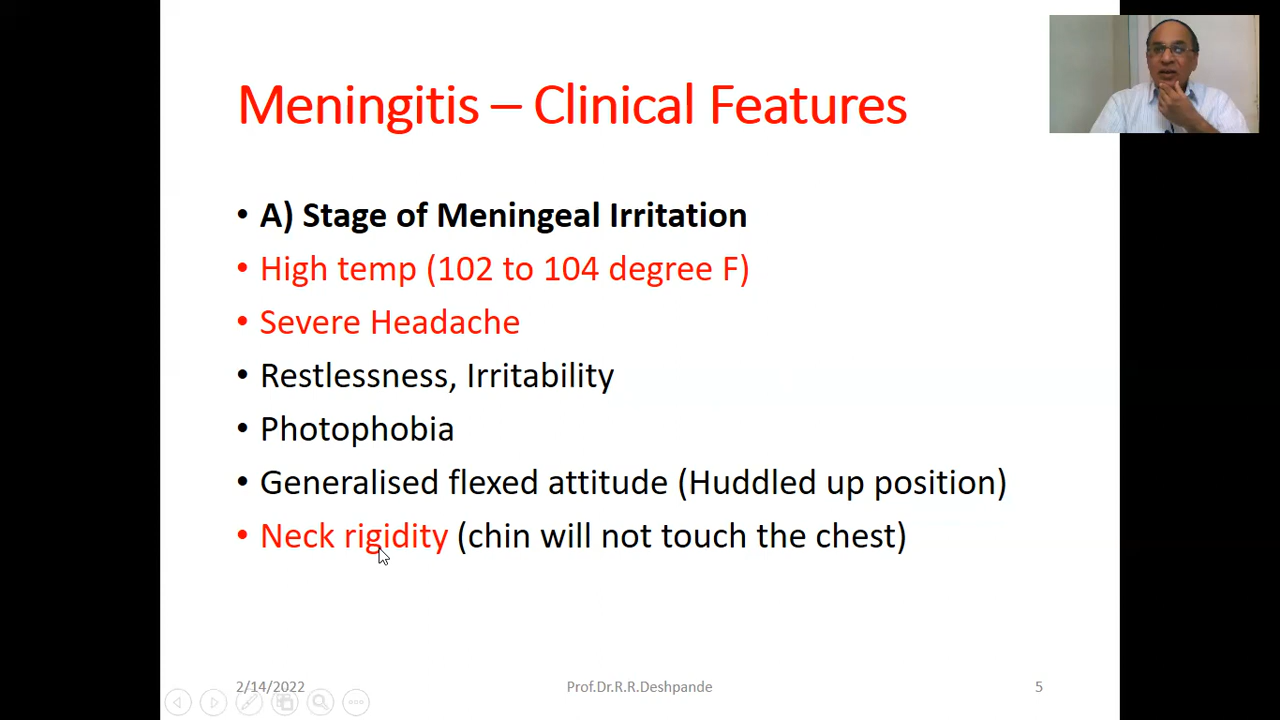 Meningitis – Clinical Features
• A) Stage of Meningeal Irritation
• High temp (102 to 104 degree F)
• Severe Headache
• Restlessness, Irritability
• Photophobia
• Generalised flexed attitude (Huddled up position)
• Neck rigidity (chin will not touch the chest)
2/14/2022
Prof.Dr.R.R.Deshpande
5